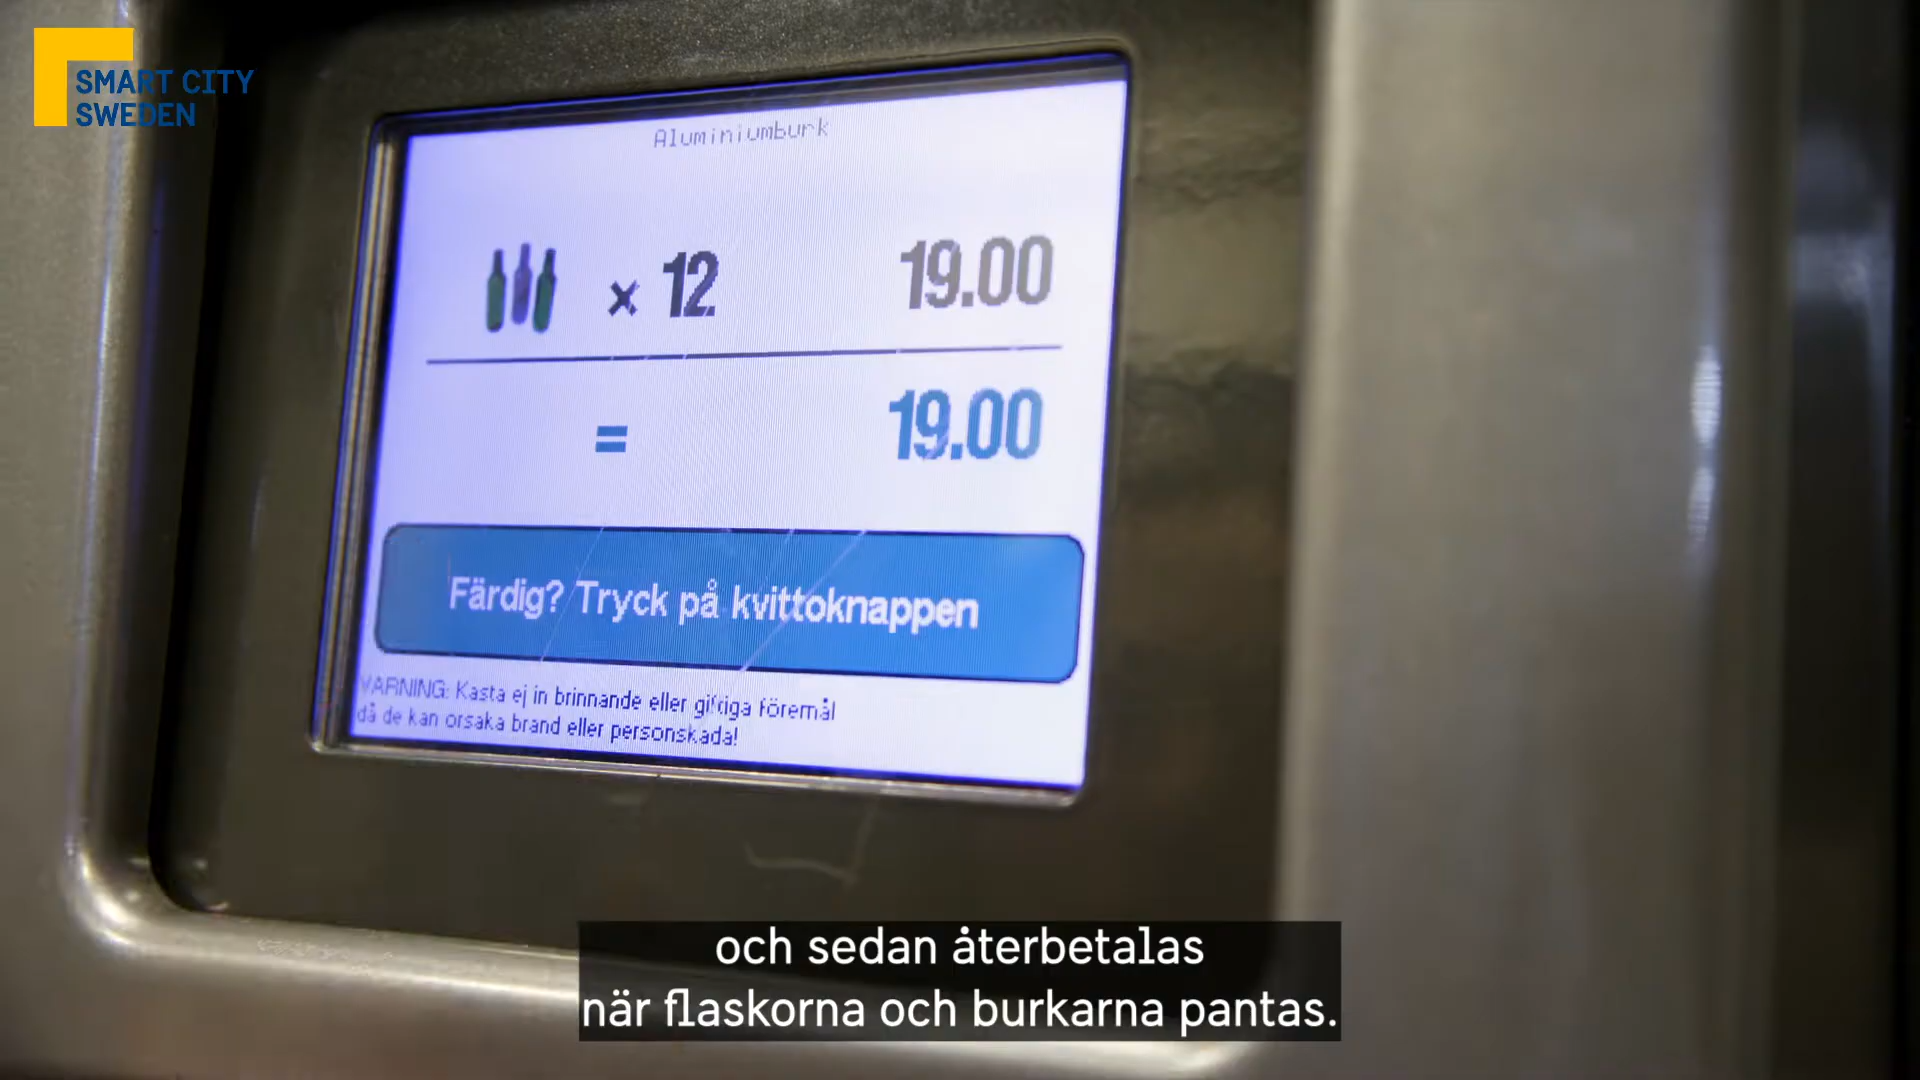 SMART CITY
SWEDEN
Aluminiumburk
x 12 19.00
= 19.00
Färdig? Tryck på kvittoknappen
VARNING: Kasta ej in brinnande eller giftiga föremål
då de kan orsaka brand eller personskada!
och sedan återbetalas
när flaskorna och burkarna pantas.